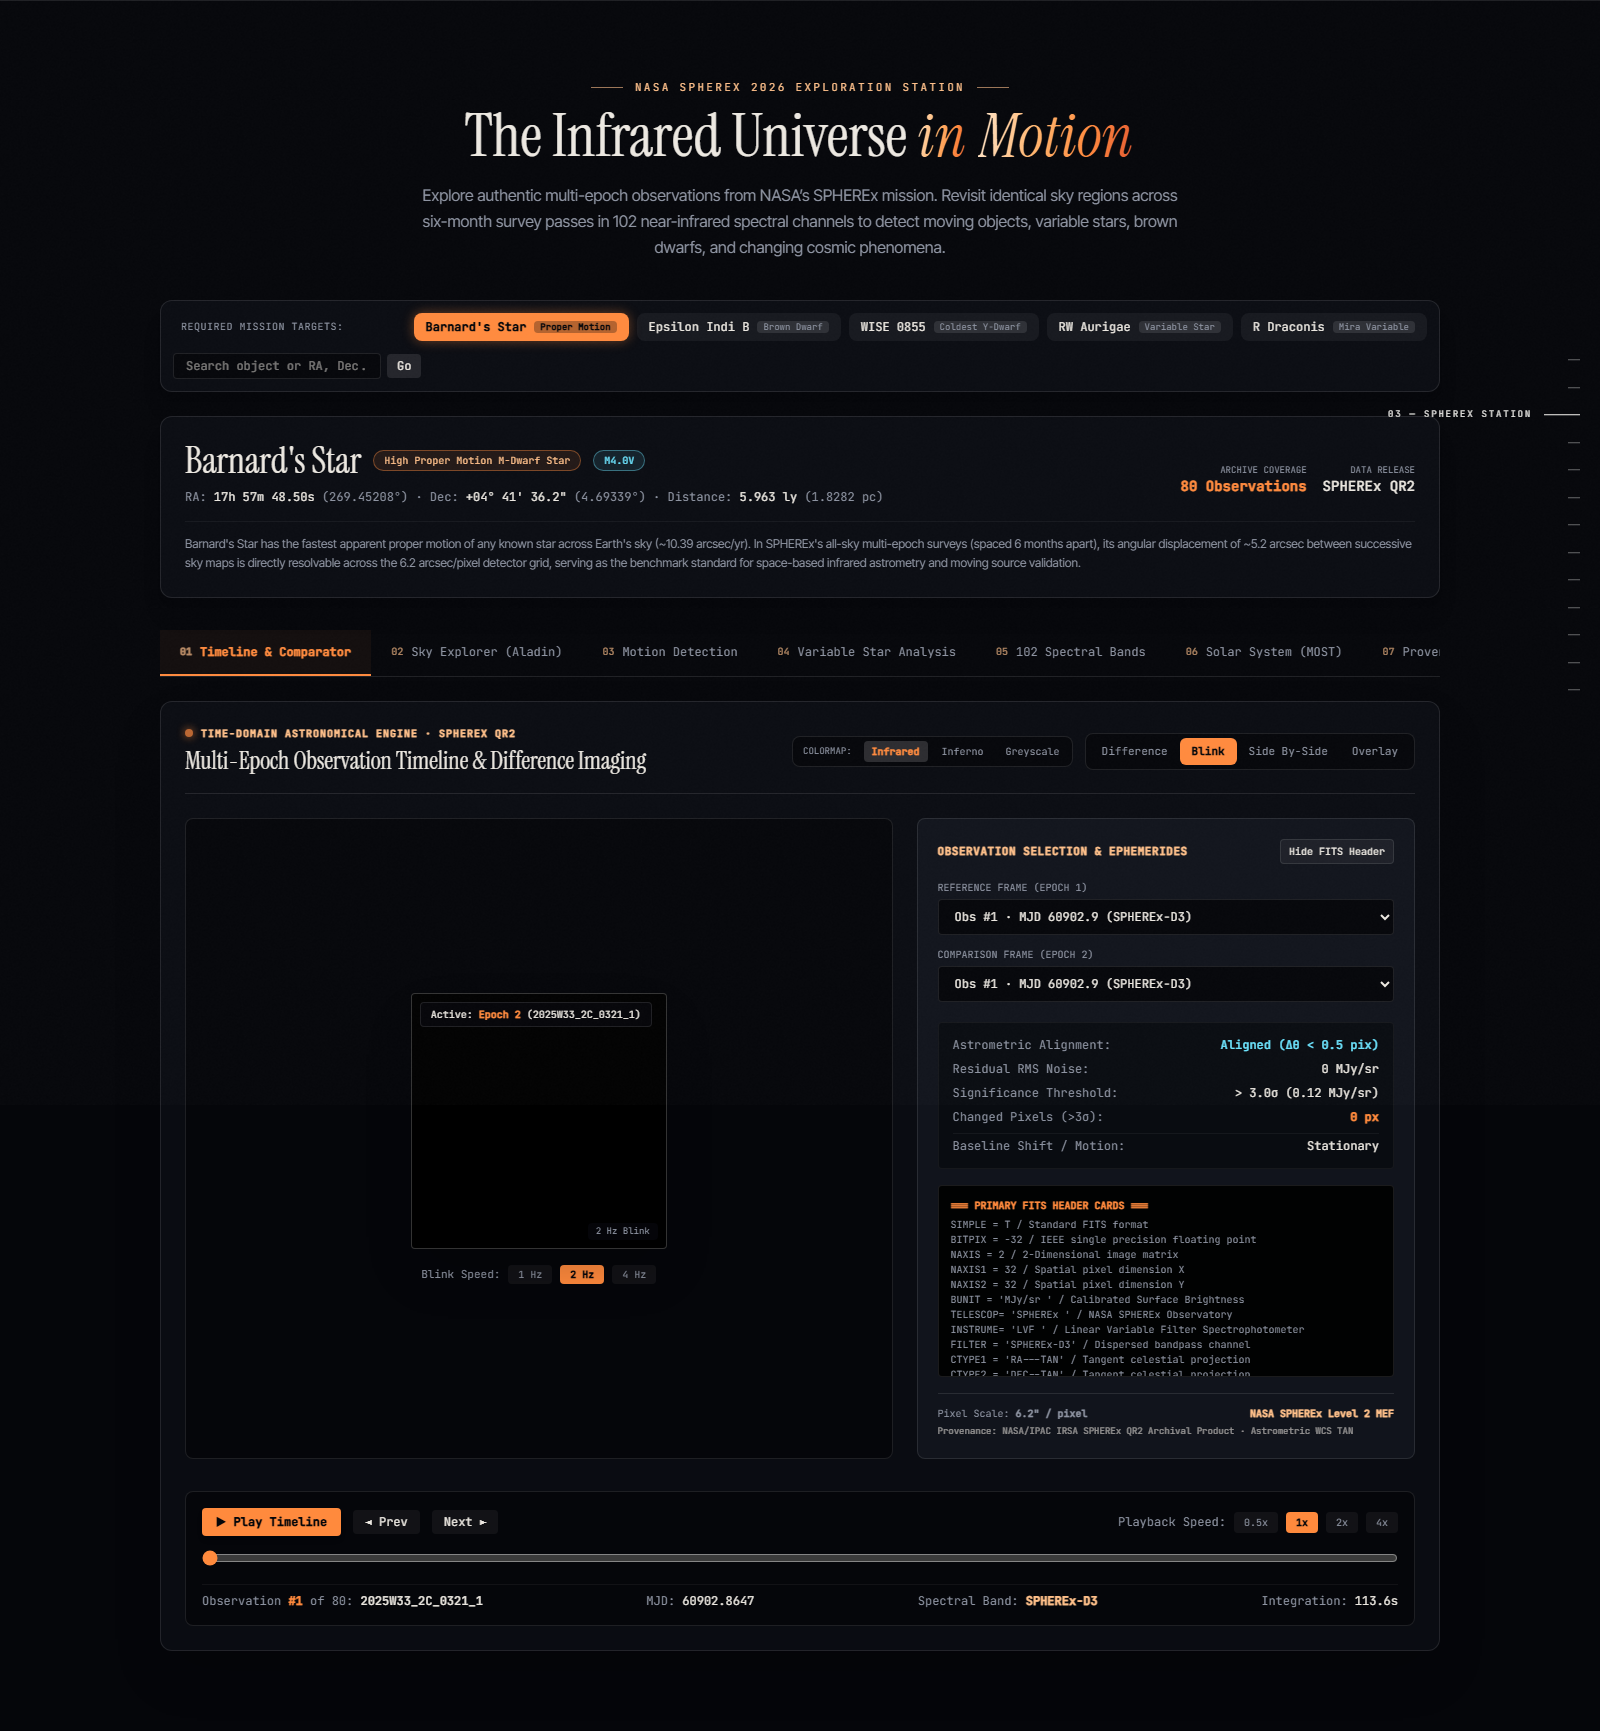 NASA SPHEREX 2026 EXPLORATION STATION
The Infrared Universe in Motion
Explore authentic multi-epoch observations from NASA's SPHEREx mission. Revisit identical sky regions across
six-month survey passes in 102 near-infrared spectral channels to detect moving objects, variable stars, brown
dwarfs, and changing cosmic phenomena.
REQUIRED MISSION TARGETS: Barnard's Star Proper Motion Epsilon Indi B Brown Dwarf WISE 0855 Coldest Y-Dwarf RW Aurigae Variable Star R Draconis Mira Variable
Search object or RA, Dec. Go
03 — SPHEREX STATION
Barnard's Star High Proper Motion M-Dwarf Star M4.0V
ARCHIVE COVERAGE DATA RELEASE
80 Observations SPHEREx QR2
RA: 17h 57m 48.50s (269.45208°) · Dec: +04° 41' 36.2" (4.69339°) · Distance: 5.963 ly (1.8282 pc)
Barnard's Star has the fastest apparent proper motion of any known star across Earth's sky (~10.39 arcsec/yr). In SPHEREx's all-sky multi-epoch surveys (spaced 6 months apart), its angular displacement of ~5.2 arcsec between successive
sky maps is directly resolvable across the 6.2 arcsec/pixel detector grid, serving as the benchmark standard for space-based infrared astrometry and moving source validation.
01 Timeline & Comparator 02 Sky Explorer (Aladin) 03 Motion Detection 04 Variable Star Analysis 05 102 Spectral Bands 06 Solar System (MOST) 07 Prove
TIME-DOMAIN ASTRONOMICAL ENGINE · SPHEREX QR2
Multi-Epoch Observation Timeline & Difference Imaging
COLORMAP: Infrared Inferno Greyscale
Difference Blink Side By-Side Overlay
Active: Epoch 2 (2025W33_2C_0321_1)
2 Hz Blink
Blink Speed: 1 Hz 2 Hz 4 Hz
OBSERVATION SELECTION & EPHEMERIDES Hide FITS Header
REFERENCE FRAME (EPOCH 1)
Obs #1 · MJD 60902.9 (SPHEREx-D3)
COMPARISON FRAME (EPOCH 2)
Obs #1 · MJD 60902.9 (SPHEREx-D3)
Astrometric Alignment: Aligned (Δθ < 0.5 pix)
Residual RMS Noise: 0 MJy/sr
Significance Threshold: > 3.0σ (0.12 MJy/sr)
Changed Pixels (>3σ): 0 px
Baseline Shift / Motion: Stationary
=== PRIMARY FITS HEADER CARDS ===
SIMPLE = T / Standard FITS format
BITPIX = -32 / IEEE single precision floating point
NAXIS = 2 / 2-Dimensional image matrix
NAXIS1 = 32 / Spatial pixel dimension X
NAXIS2 = 32 / Spatial pixel dimension Y
BUNIT = 'MJy/sr ' / Calibrated Surface Brightness
TELESCOP= 'SPHEREx ' / NASA SPHEREx Observatory
INSTRUME= 'LVF ' / Linear Variable Filter Spectrophotometer
FILTER = 'SPHEREx-D3' / Dispersed bandpass channel
CTYPE1 = 'RA---TAN' / Tangent celestial projection
CTYPE2 = 'DEC--TAN' / Tangent celestial projection
Pixel Scale: 6.2" / pixel NASA SPHEREx Level 2 MEF
Provenance: NASA/IPAC IRSA SPHEREx QR2 Archival Product · Astrometric WCS TAN
▶ Play Timeline ◄ Prev Next ► Playback Speed: 0.5x 1x 2x 4x
Observation #1 of 80: 2025W33_2C_0321_1 MJD: 60902.8647 Spectral Band: SPHEREx-D3 Integration: 113.6s